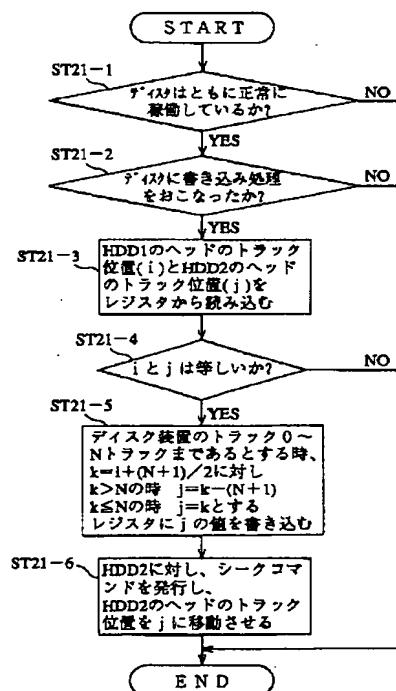 START
ST21-1
ディスクはともに正常に
稼働しているか?
NO
YES
ST21-2
ディスクに書き込み処理
をおこなったか?
NO
YES
ST21-3
HDD1のヘッドのトラック
位置(i)とHDD2のヘッド
のトラック位置(j)を
レジスタから読み込む
ST21-4
iとjは等しいか?
NO
YES
ST21-5
ディスク装置のトラック0~
Nトラックまであるとする時、
k=i+(N+1)/2に対し
k>Nの時 j=k-(N+1)
k≦Nの時 j=kとする
レジスタにjの値を書き込む
ST21-6
HDD2に対し、シークコマ
ンドを発行し、
HDD2のヘッドのトラック
位置をjに移動させる
END